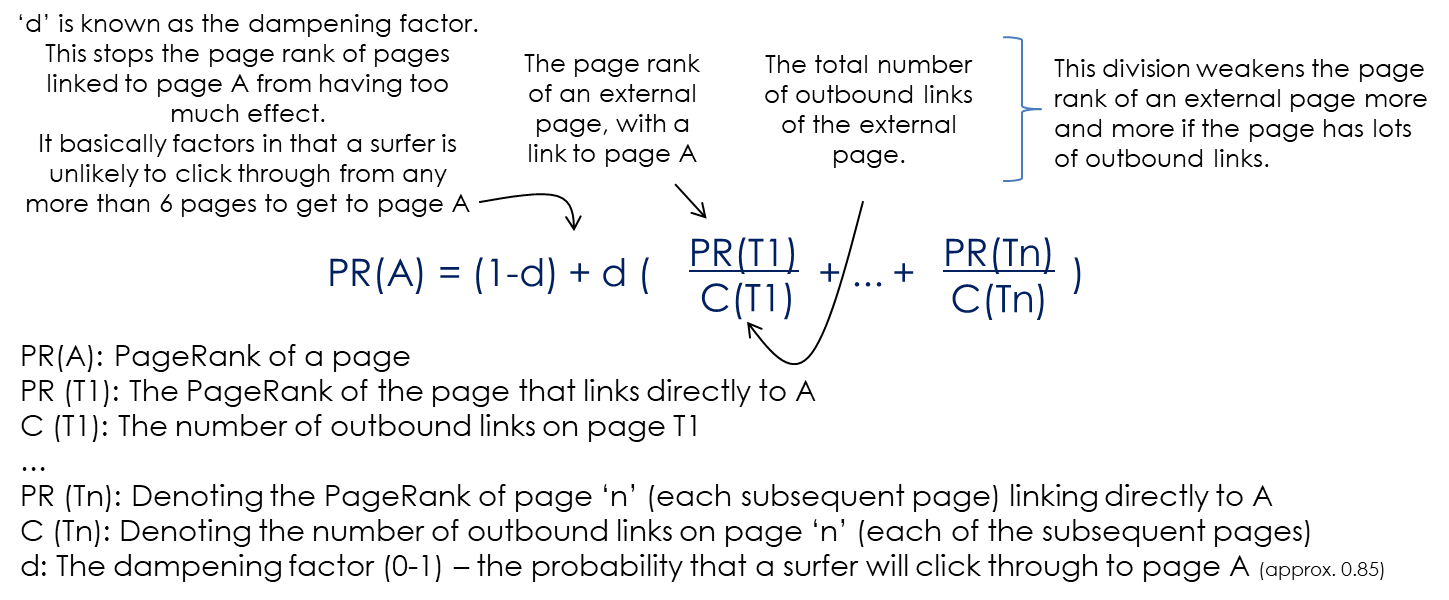 ‘d’ is known as the dampening factor.
This stops the page rank of pages
linked to page A from having too
much effect.
It basically factors in that a surfer is
unlikely to click through from any
more than 6 pages to get to page A
The page rank
of an external
page, with a
link to page A
The total number
of outbound links
of the external
page.
This division weakens the page
rank of an external page more
and more if the page has lots
of outbound links.
PR(A) = (1-d) + d ( PR(T1)/C(T1) + ... + PR(Tn)/C(Tn) )
PR(A): PageRank of a page
PR (T1): The PageRank of the page that links directly to A
C (T1): The number of outbound links on page T1
...
PR (Tn): Denoting the PageRank of page ‘n’ (each subsequent page) linking directly to A
C (Tn): Denoting the number of outbound links on page ‘n’ (each of the subsequent pages)
d: The dampening factor (0-1) – the probability that a surfer will click through to page A (approx. 0.85)